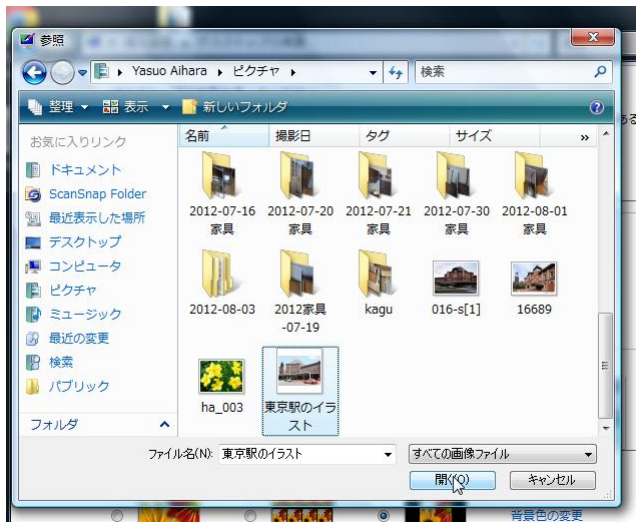 参照
Yasuo Aihara ▸ ピクチャ ▸
検索
整理 表示 新しいフォルダ
ある
お気に入りリンク
ドキュメント
ScanSnap Folder
最近表示した場所
デスクトップ
コンピュータ
ピクチャ
ミュージック
最近の変更
検索
パブリック
フォルダ
名前 撮影日 タグ サイズ »
2012-07-16 家具
2012-07-20 家具
2012-07-21 家具
2012-07-30 家具
2012-08-01 家具
2012-08-03
2012家具
-07-19
kagu
016-s[1]
16689
ha_003
東京駅のイラ
スト
ファイル名(N): 東京駅のイラスト
すべての画像ファイル
開く(O) キャンセル
背景色の変更